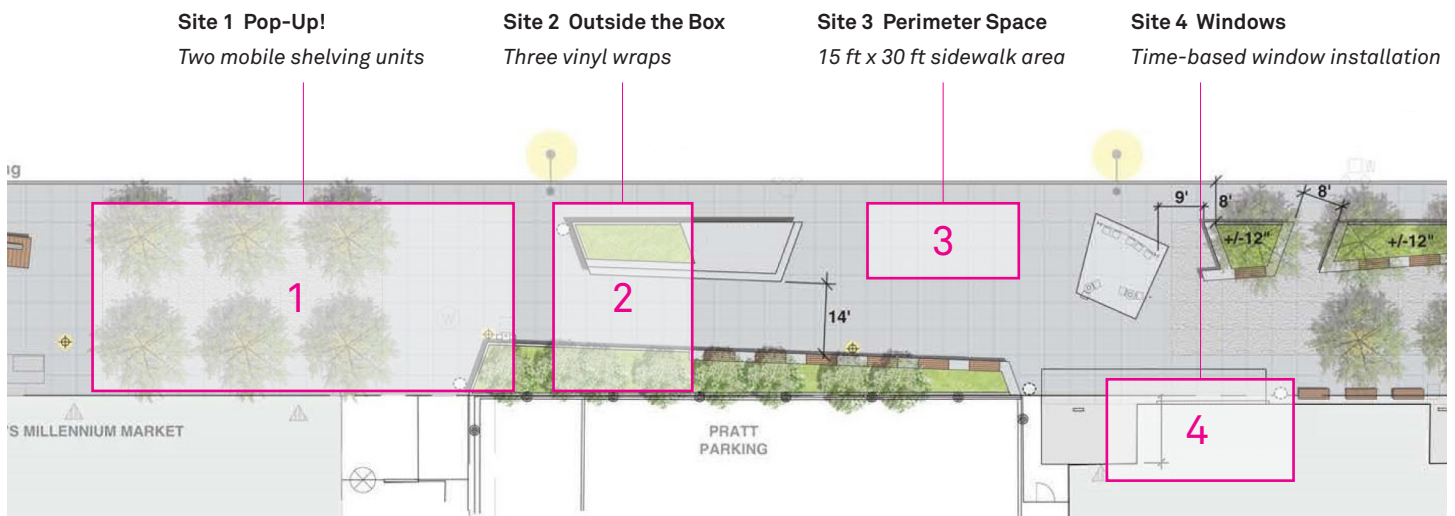 Site 1 Pop-Up!
Two mobile shelving units
Site 2 Outside the Box
Three vinyl wraps
Site 3 Perimeter Space
15 ft x 30 ft sidewalk area
Site 4 Windows
Time-based window installation
9'
8'
8'
+/-12"
+/-12"
1
2
3
14'
4
'S MILLENNIUM MARKET
PRATT
PARKING